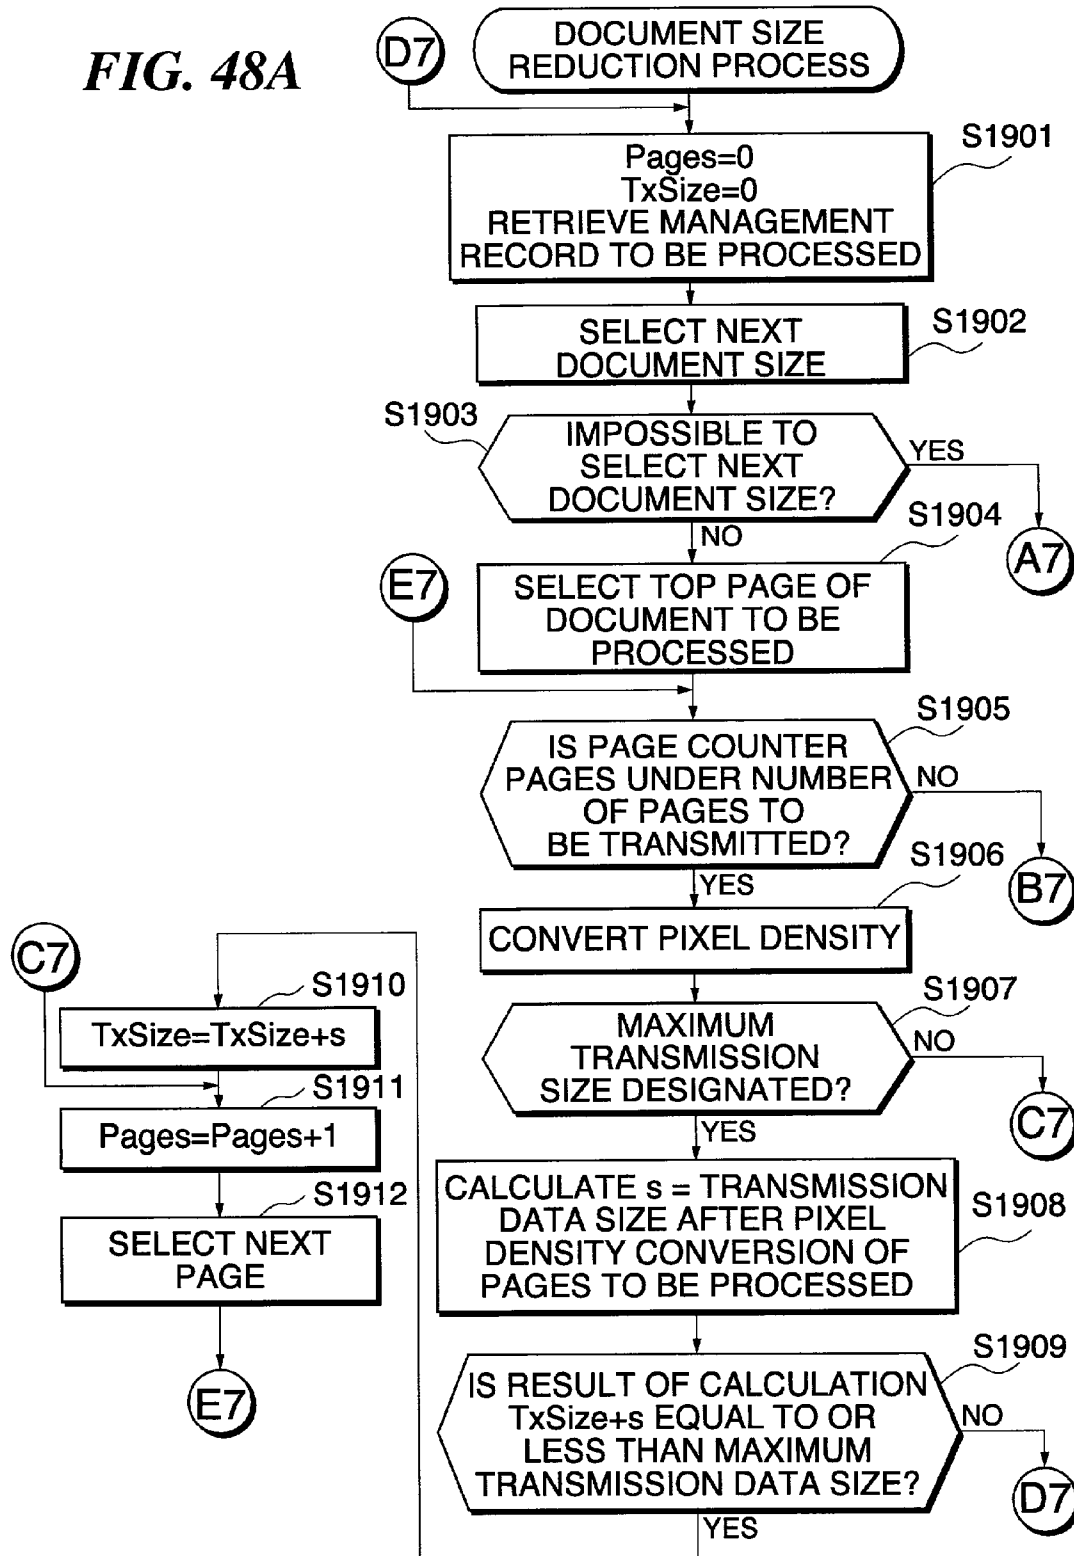 FIG. 48A
D7
DOCUMENT SIZE
REDUCTION PROCESS
S1901
Pages=0
TxSize=0
RETRIEVE MANAGEMENT
RECORD TO BE PROCESSED
S1902
SELECT NEXT
DOCUMENT SIZE
S1903
IMPOSSIBLE TO
SELECT NEXT
DOCUMENT SIZE?
YES
A7
NO
S1904
E7
SELECT TOP PAGE OF
DOCUMENT TO BE
PROCESSED
S1905
IS PAGE COUNTER
PAGES UNDER NUMBER
OF PAGES TO
BE TRANSMITTED?
NO
B7
YES
S1906
CONVERT PIXEL DENSITY
S1907
MAXIMUM
TRANSMISSION
SIZE DESIGNATED?
NO
C7
YES
S1908
CALCULATE s = TRANSMISSION
DATA SIZE AFTER PIXEL
DENSITY CONVERSION OF
PAGES TO BE PROCESSED
S1909
IS RESULT OF CALCULATION
TxSize+s EQUAL TO OR
LESS THAN MAXIMUM
TRANSMISSION DATA SIZE?
NO
D7
YES
C7
S1910
TxSize=TxSize+s
S1911
Pages=Pages+1
S1912
SELECT NEXT
PAGE
E7